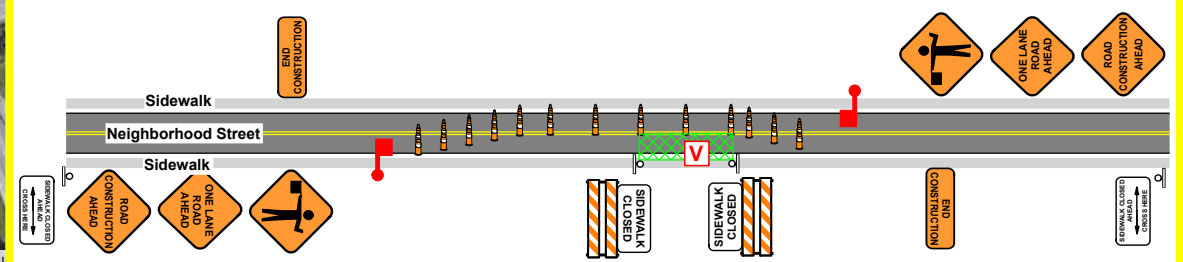 END
CONSTRUCTION
ONE LANE
ROAD
AHEAD
ROAD
CONSTRUCTION
AHEAD
Sidewalk
Neighborhood Street
Sidewalk
V
SIDEWALK CLOSED
AHEAD
CROSS HERE
ROAD
CONSTRUCTION
AHEAD
ONE LANE
ROAD
AHEAD
SIDEWALK
CLOSED
SIDEWALK
CLOSED
END
CONSTRUCTION
SIDEWALK CLOSED
AHEAD
CROSS HERE